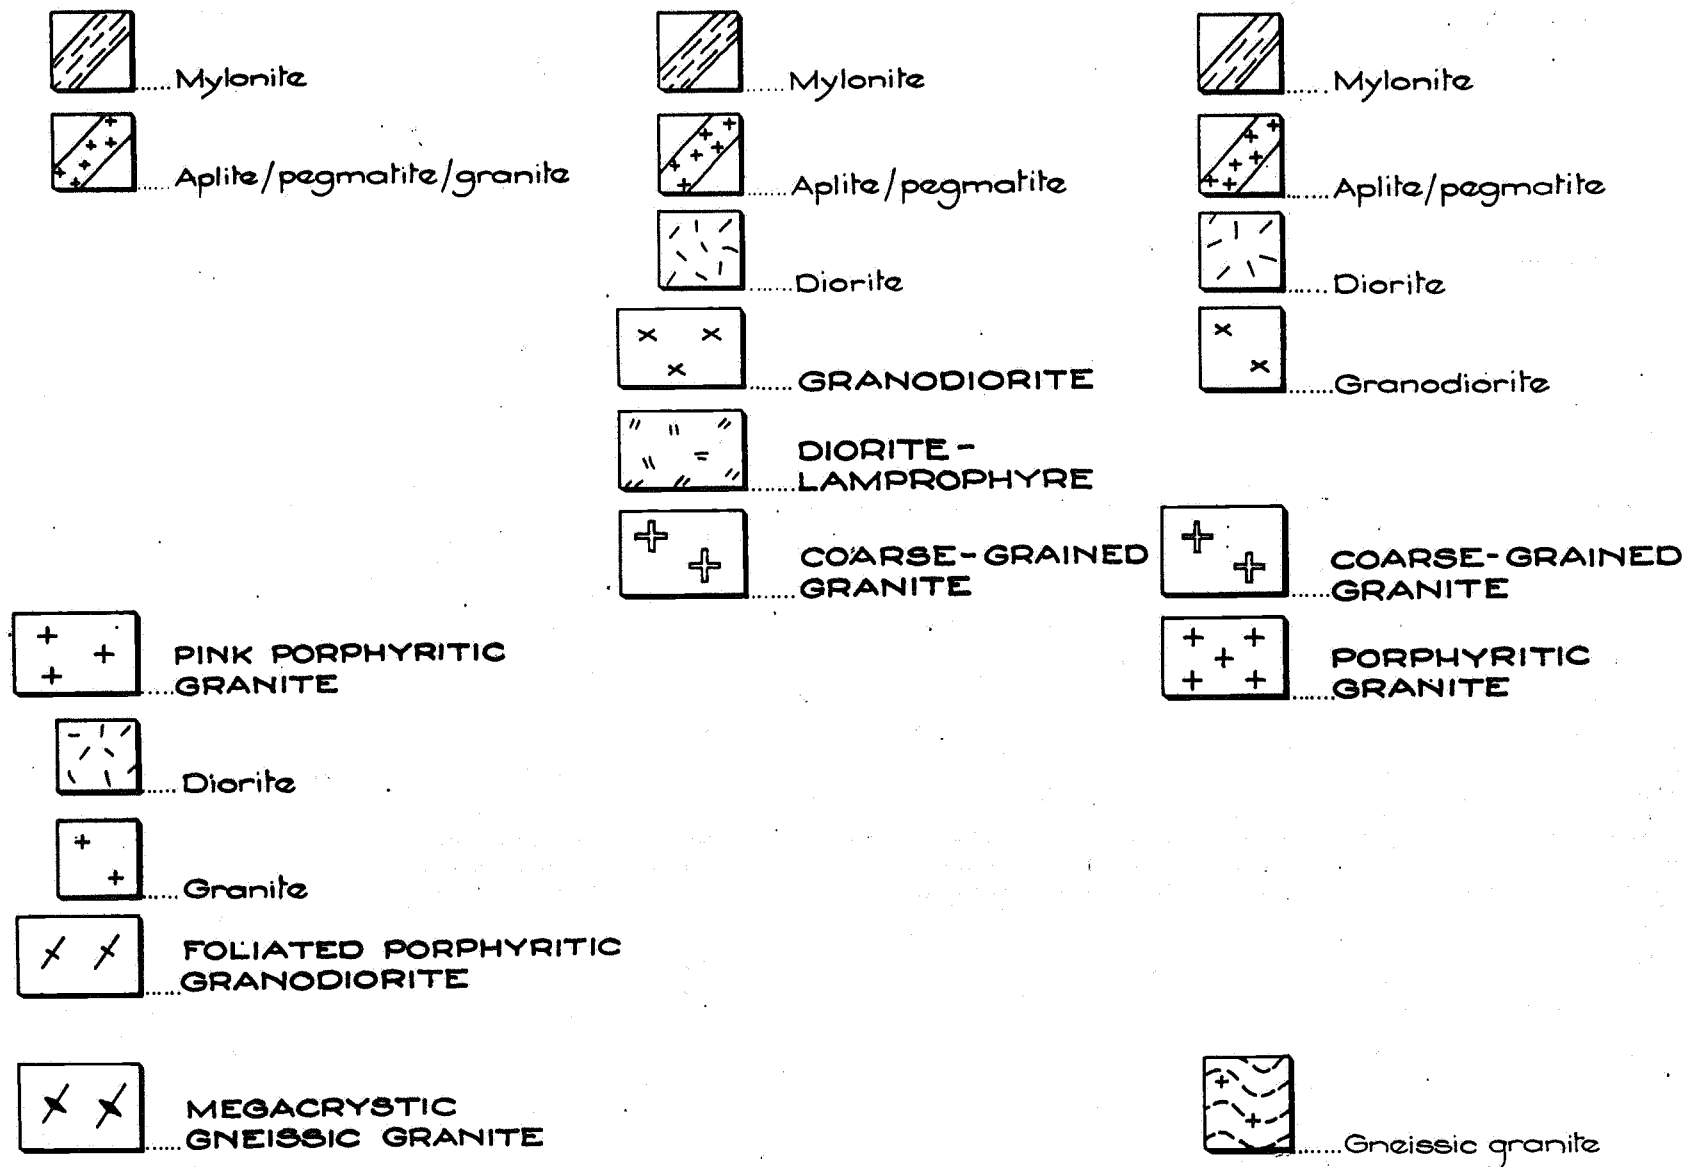 Mylonite
Aplite/pegmatite/granite
PINK PORPHYRITIC
GRANITE
Diorite
Granite
FOLIATED PORPHYRITIC
GRANODIORITE
MEGACRYSTIC
GNEISSIC GRANITE
Mylonite
Aplite/pegmatite
Diorite
GRANODIORITE
DIORITE-
LAMPROPHYRE
COARSE-GRAINED
GRANITE
Mylonite
Aplite/pegmatite
Diorite
Granodiorite
COARSE-GRAINED
GRANITE
PORPHYRITIC
GRANITE
Gneissic granite